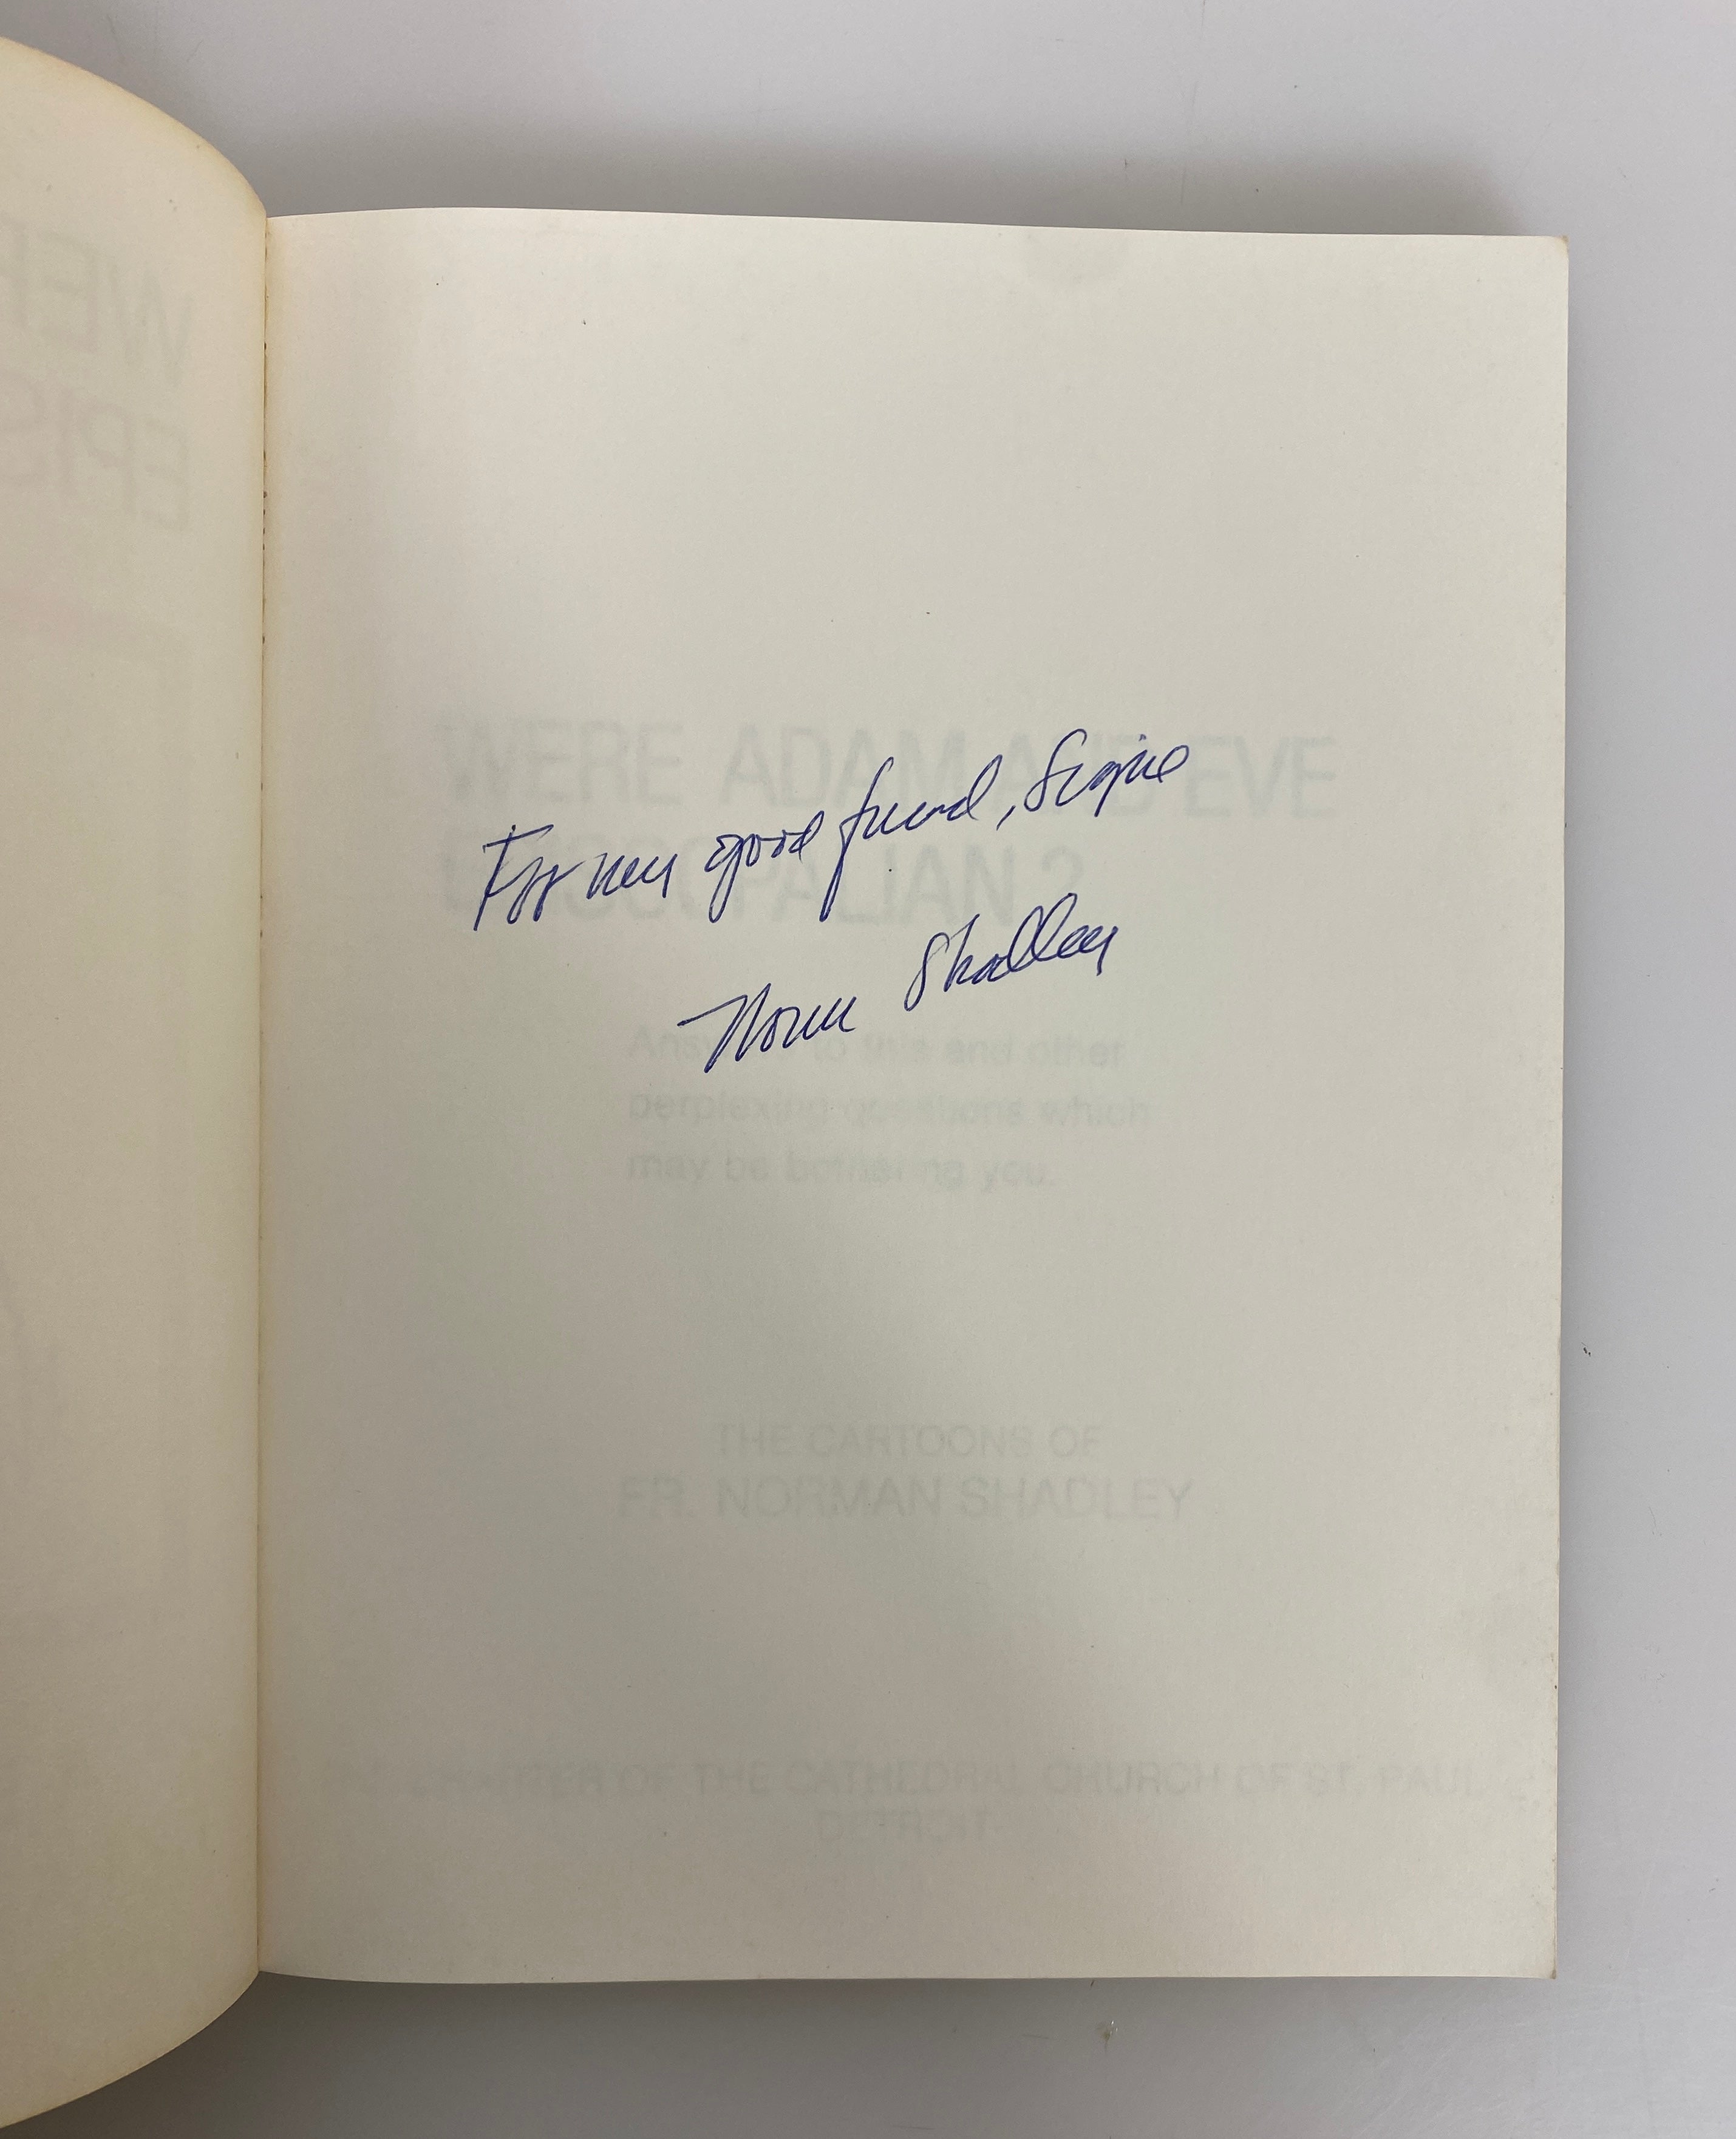 WERE ADAM AND EVE
EPISCOPALIAN?
For my good friend,
Norm Shadley
Answers to this and other
perplexing questions which
may be bothering you.
THE CARTOONS OF
FR. NORMAN SHADLEY
CHAPTER OF THE CATHEDRAL CHURCH OF ST. PAUL
DETROIT